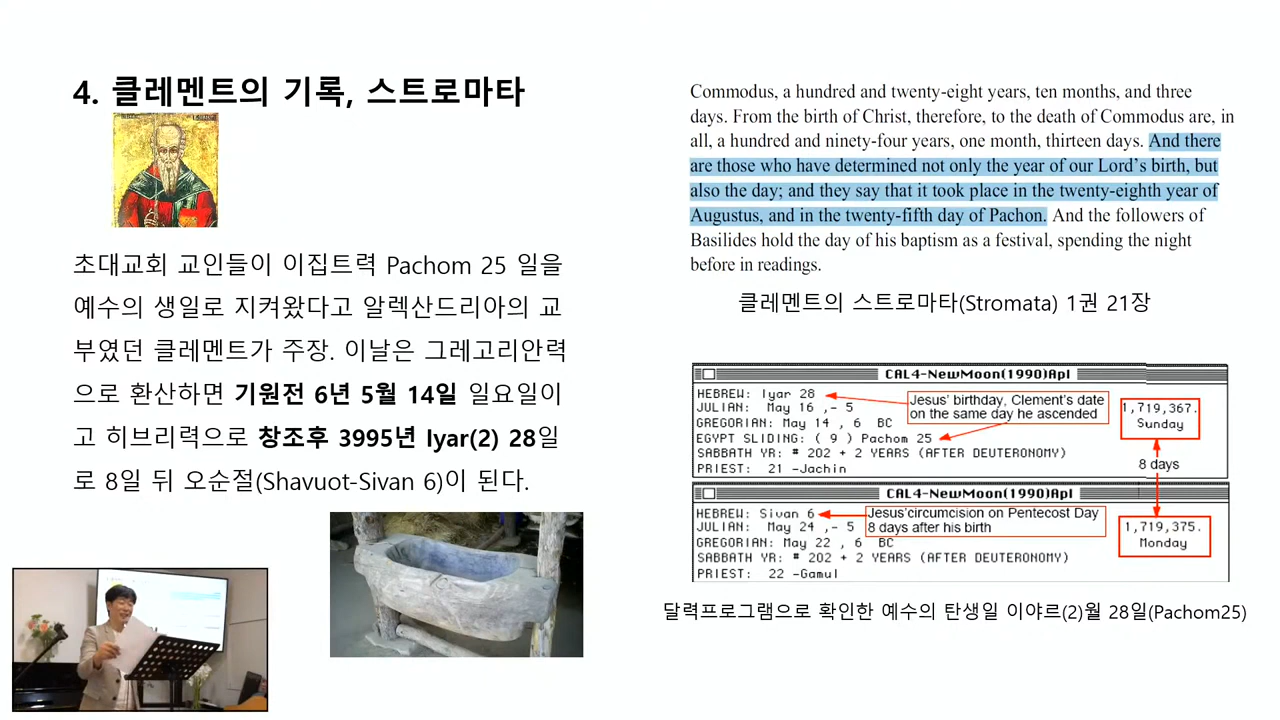 4. 클레멘트의 기록, 스트로마타
초대교회 교인들이 이집트력 Pachom 25 일을
예수의 생일로 지켜왔다고 알렉산드리아의 교
부였던 클레멘트가 주장. 이날은 그레고리안력
으로 환산하면 기원전 6년 5월 14일 일요일이
고 히브리력으로 창조후 3995년 Iyar(2) 28일
로 8일 뒤 오순절(Shavuot-Sivan 6)이 된다.
Commodus, a hundred and twenty-eight years, ten months, and three
days. From the birth of Christ, therefore, to the death of Commodus are, in
all, a hundred and ninety-four years, one month, thirteen days. And there
are those who have determined not only the year of our Lord’s birth, but
also the day; and they say that it took place in the twenty-eighth year of
Augustus, and in the twenty-fifth day of Pachon. And the followers of
Basilides hold the day of his baptism as a festival, spending the night
before in readings.
클레멘트의 스트로마타(Stromata) 1권 21장
CAL4-NewMoon(1990)Apl
HEBREW: Iyar 28
JULIAN: May 16 ,- 5
GREGORIAN: May 14 , 6 BC
EGYPT SLIDING: ( 9 ) Pachom 25
SABBATH YR: # 202 + 2 YEARS (AFTER DEUTERONOMY)
PRIEST: 21 -Jachin
Jesus' birthday, Clement's date
on the same day he ascended
1,719,367.
Sunday
8 days
CAL4-NewMoon(1990)Apl
HEBREW: Sivan 6
JULIAN: May 24 ,- 5
GREGORIAN: May 22 , 6 BC
SABBATH YR: # 202 + 2 YEARS (AFTER DEUTERONOMY)
PRIEST: 22 -Gamul
Jesus'circumcision on Pentecost Day
8 days after his birth
1,719,375.
Monday
달력프로그램으로 확인한 예수의 탄생일 이야르(2)월 28일(Pachom25)